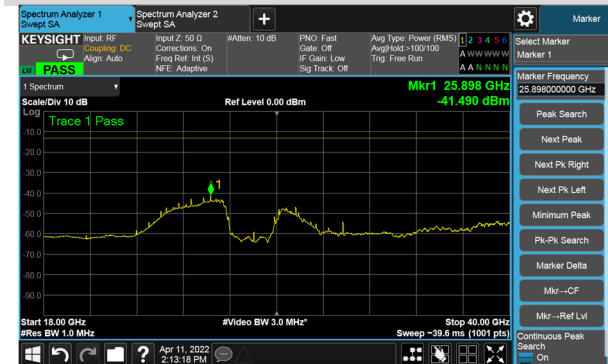 Spectrum Analyzer 1
Swept SA
Spectrum Analyzer 2
Swept SA
Marker
KEYSIGHT
Input: RF
Coupling: DC
Align: Auto
Input Z: 50 Ω
Corrections: On
Freq Ref: Int (S)
NFE: Adaptive
#Atten: 10 dB
PNO: Fast
Gate: Off
IF Gain: Low
Sig Track: Off
Avg Type: Power (RMS)
Avg|Hold:>100/100
Trig: Free Run
1 2 3 4 5 6
A W W W W W
A A N N N N
PASS
Select Marker
Marker 1
Marker Frequency
25.898000000 GHz
Peak Search
Next Peak
Next Pk Right
Next Pk Left
Minimum Peak
Pk-Pk Search
Marker Delta
Mkr→CF
Mkr→Ref Lvl
Continuous Peak
Search
On
1 Spectrum
Scale/Div 10 dB
Ref Level 0.00 dBm
Mkr1 25.898 GHz
-41.490 dBm
Log
Trace 1 Pass
-10.0
-20.0
-30.0
-40.0
-50.0
-60.0
-70.0
-80.0
-90.0
1
Start 18.00 GHz
#Res BW 1.0 MHz
#Video BW 3.0 MHz*
Stop 40.00 GHz
Sweep ~39.6 ms (1001 pts)
Apr 11, 2022
2:13:18 PM